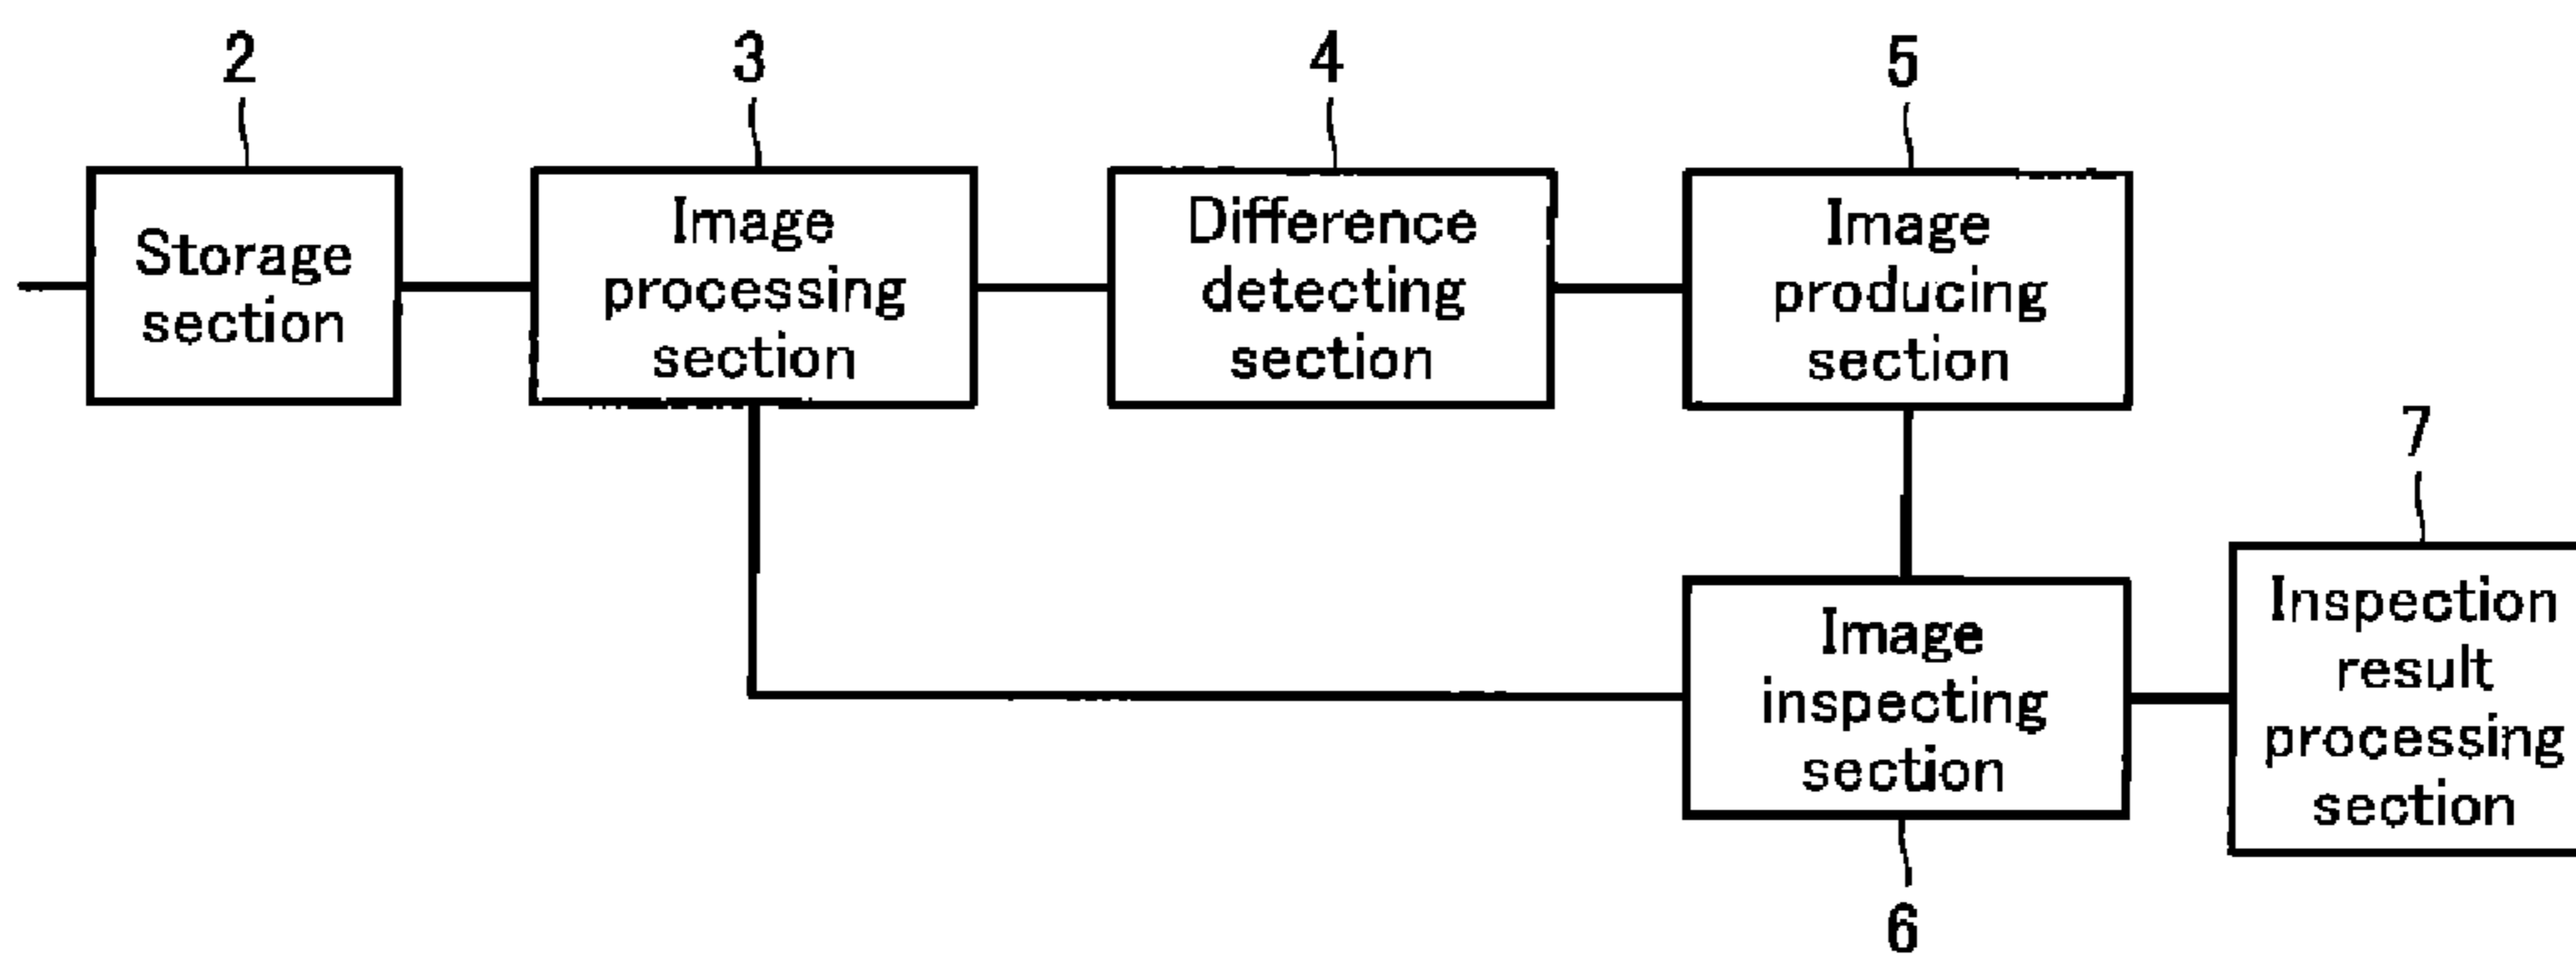 2
3
4
5
Storage
section
Image
processing
section
Difference
detecting
section
Image
producing
section
7
Image
inspecting
section
Inspection
result
processing
section
6